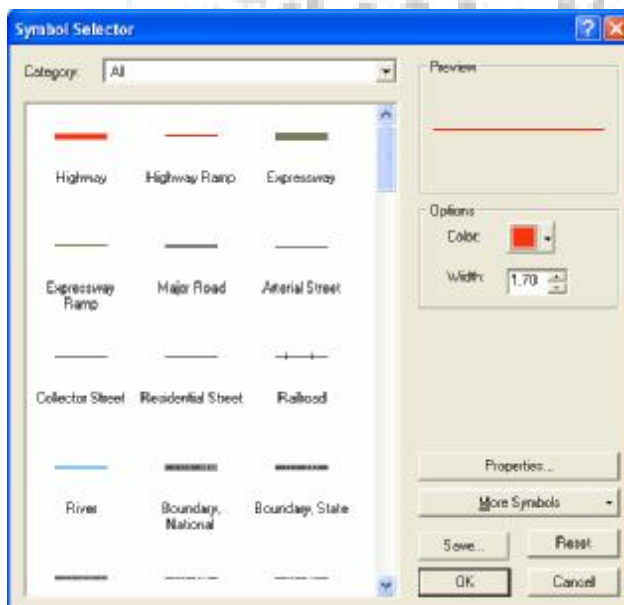 Symbol Selector
Category: All
Preview
Highway Highway Ramp Expressway
Options
Color:
Width: 1.70
Expressway Ramp Major Road Arterial Street
Collector Street Residential Street Railroad
River Boundary, National Boundary, State
Properties...
More Symbols
Save... Reset
OK Cancel